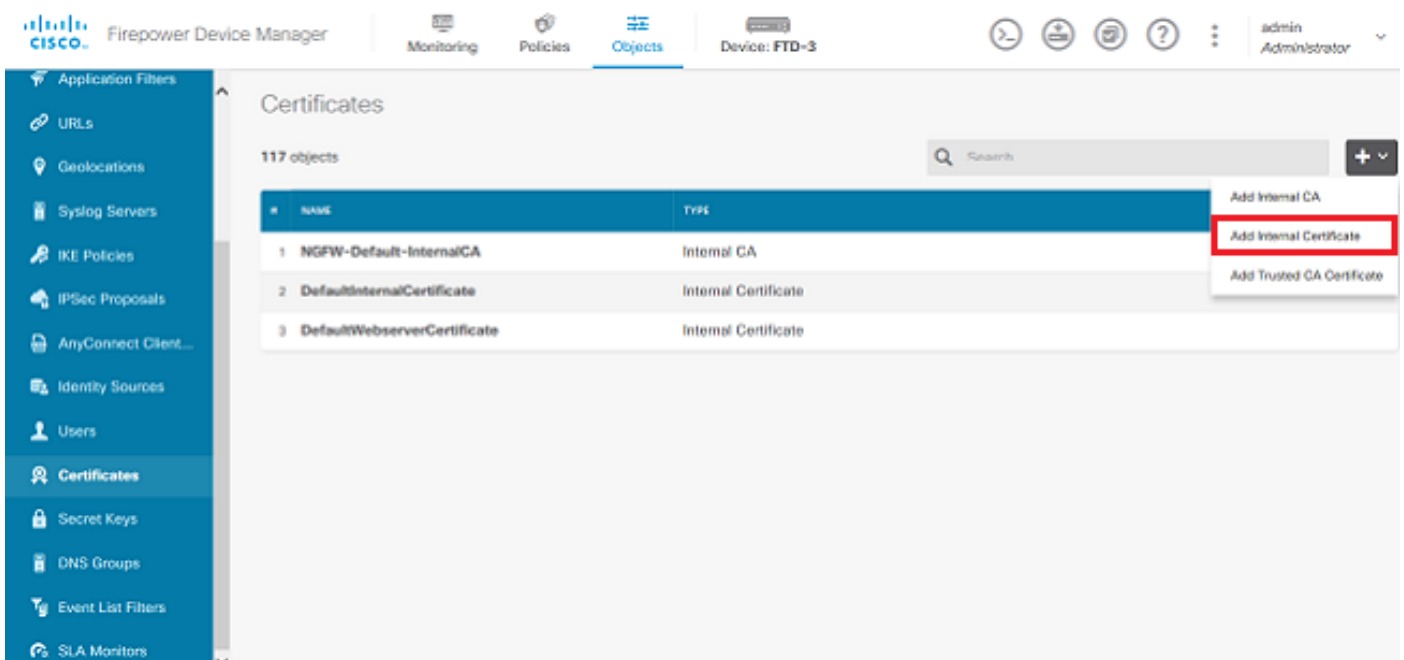 CISCO
Firepower Device Manager
Monitoring
Policies
Objects
Device: FTD-3
admin
Administrator
Application Filters
URLs
Geolocations
Syslog Servers
IKE Policies
IPSec Proposals
AnyConnect Client...
Identity Sources
Users
Certificates
Secret Keys
DNS Groups
Event List Filters
SLA Monitors
Certificates
117 objects
Search
Add Internal CA
Add Internal Certificate
Add Trusted CA Certificate
# NAME TYPE
1 NGFW-Default-InternalCA Internal CA
2 DefaultInternalCertificate Internal Certificate
3 DefaultWebserverCertificate Internal Certificate